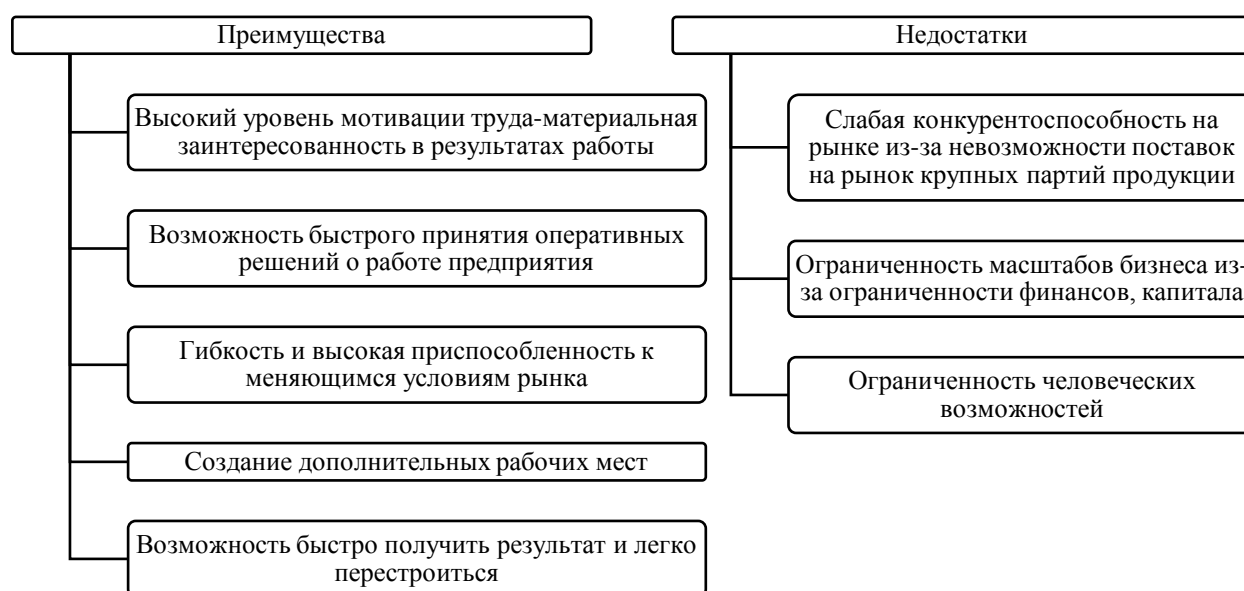 Преимущества
Высокий уровень мотивации труда-материальная
заинтересованность в результатах работы
Возможность быстрого принятия оперативных
решений о работе предприятия
Гибкость и высокая приспособленность к
меняющимся условиям рынка
Создание дополнительных рабочих мест
Возможность быстро получить результат и легко
перестроиться
Недостатки
Слабая конкурентоспособность на
рынке из-за невозможности поставок
на рынок крупных партий продукции
Ограниченность масштабов бизнеса из-
за ограниченности финансов, капитала
Ограниченность человеческих
возможностей